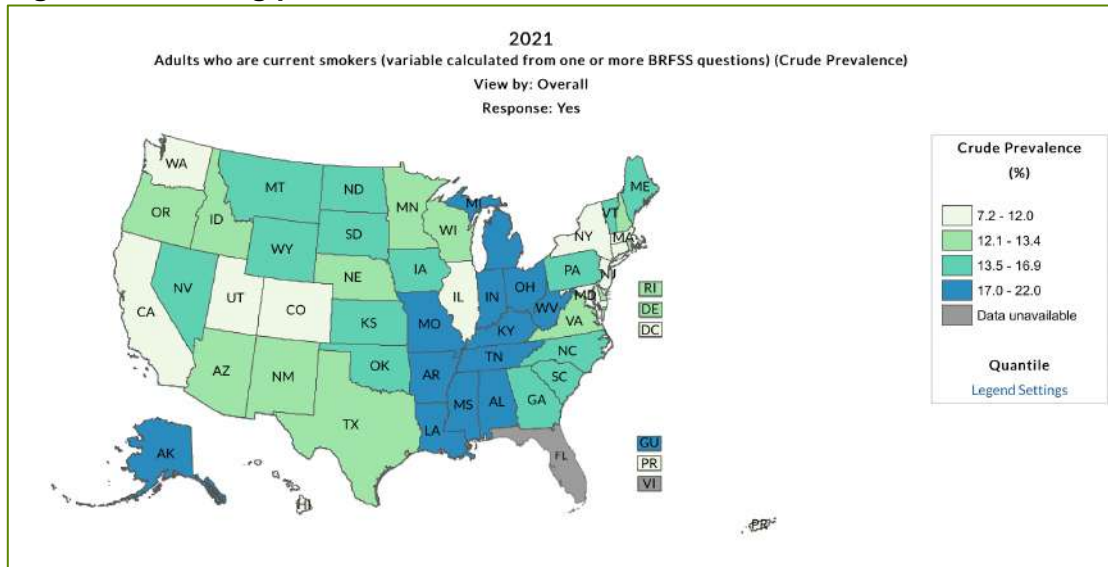 2021
Adults who are current smokers (variable calculated from one or more BRFSS questions) (Crude Prevalence)
View by: Overall
Response: Yes
Crude Prevalence
(%)
7.2 - 12.0
12.1 - 13.4
13.5 - 16.9
17.0 - 22.0
Data unavailable
Quantile
Legend Settings
WA
MT
ND
MN
MI
VT
ME
OR
ID
WY
SD
WI
NY
MA
NE
IA
PA
NJ
NV
UT
CO
IL
IN
OH
MD
CA
KS
MO
KY
WV
VA
AZ
NM
OK
AR
TN
NC
SC
TX
LA
MS
AL
GA
FL
AK
HI
PR
RI
DE
DC
GU
PR
VI